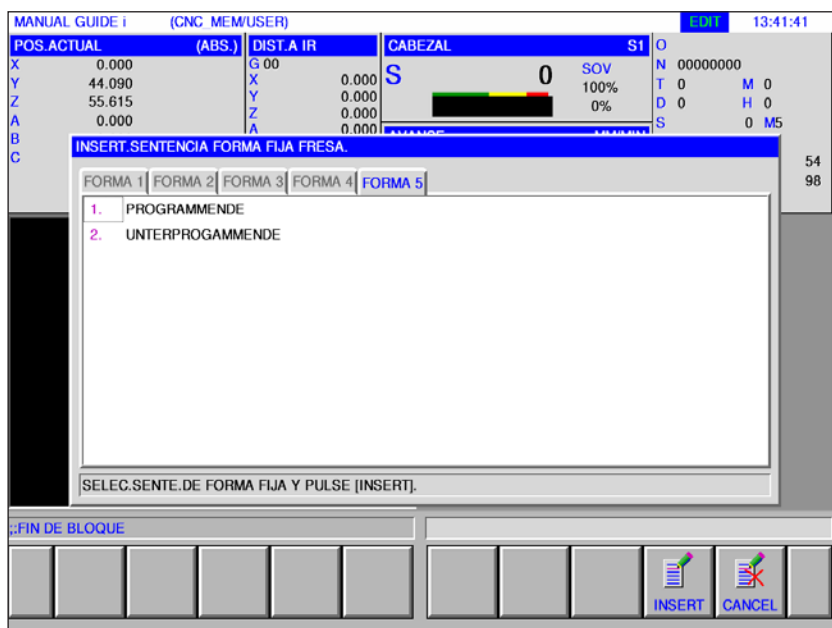 MANUAL GUIDE i (CNC_MEM/USER) EDIT 13:41:41
POS.ACTUAL (ABS.) DIST.A IR CABEZAL S1 O
X 0.000 G 00 N 00000000
Y 44.090 X 0.000 S 0 SOV T 0 M 0
Z 55.615 Y 0.000 100% D 0 H 0
A 0.000 Z 0.000 0% S 0 M5
B A 0.000
C 54
98
INSERT.SENTENCIA FORMA FIJA FRESA.
FORMA 1 FORMA 2 FORMA 3 FORMA 4 FORMA 5
1. PROGRAMMENDE
2. UNTERPROGAMMENDE
SELEC.SENTE.DE FORMA FIJA Y PULSE [INSERT].
;:FIN DE BLOQUE
INSERT CANCEL